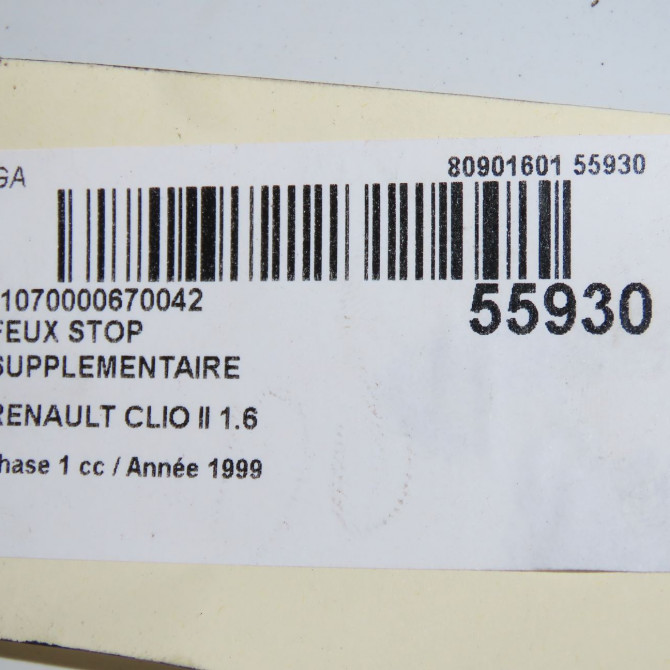 GA
80901601 55930
1070000670042
55930
FEUX STOP
SUPPLEMENTAIRE
RENAULT CLIO II 1.6
hase 1 cc / Année 1999